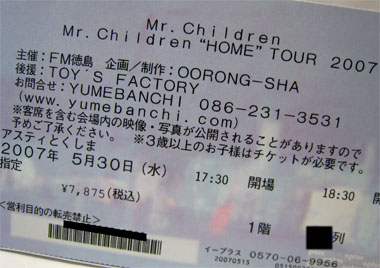 Mr. Children
Mr. Children “HOME” TOUR 2007
主催：FM徳島 企画/制作：OORONG-SHA
後援：TOY'S FACTORY
お問合せ：YUMEBANCHI 086-231-3531
(www. yumebanchi. com)
※客席を含む会場内の映像・写真が公開されることがありますので
予めご了承ください。 ※3歳以上のお子様はチケットが必要です。
アスティとくしま
2007年 5月30日(水) 17:30 開場 18:30
指定
¥7,875(税込)
1階 列
<営利目的の転売禁止>
イープラス 0570-06-9956
20070515